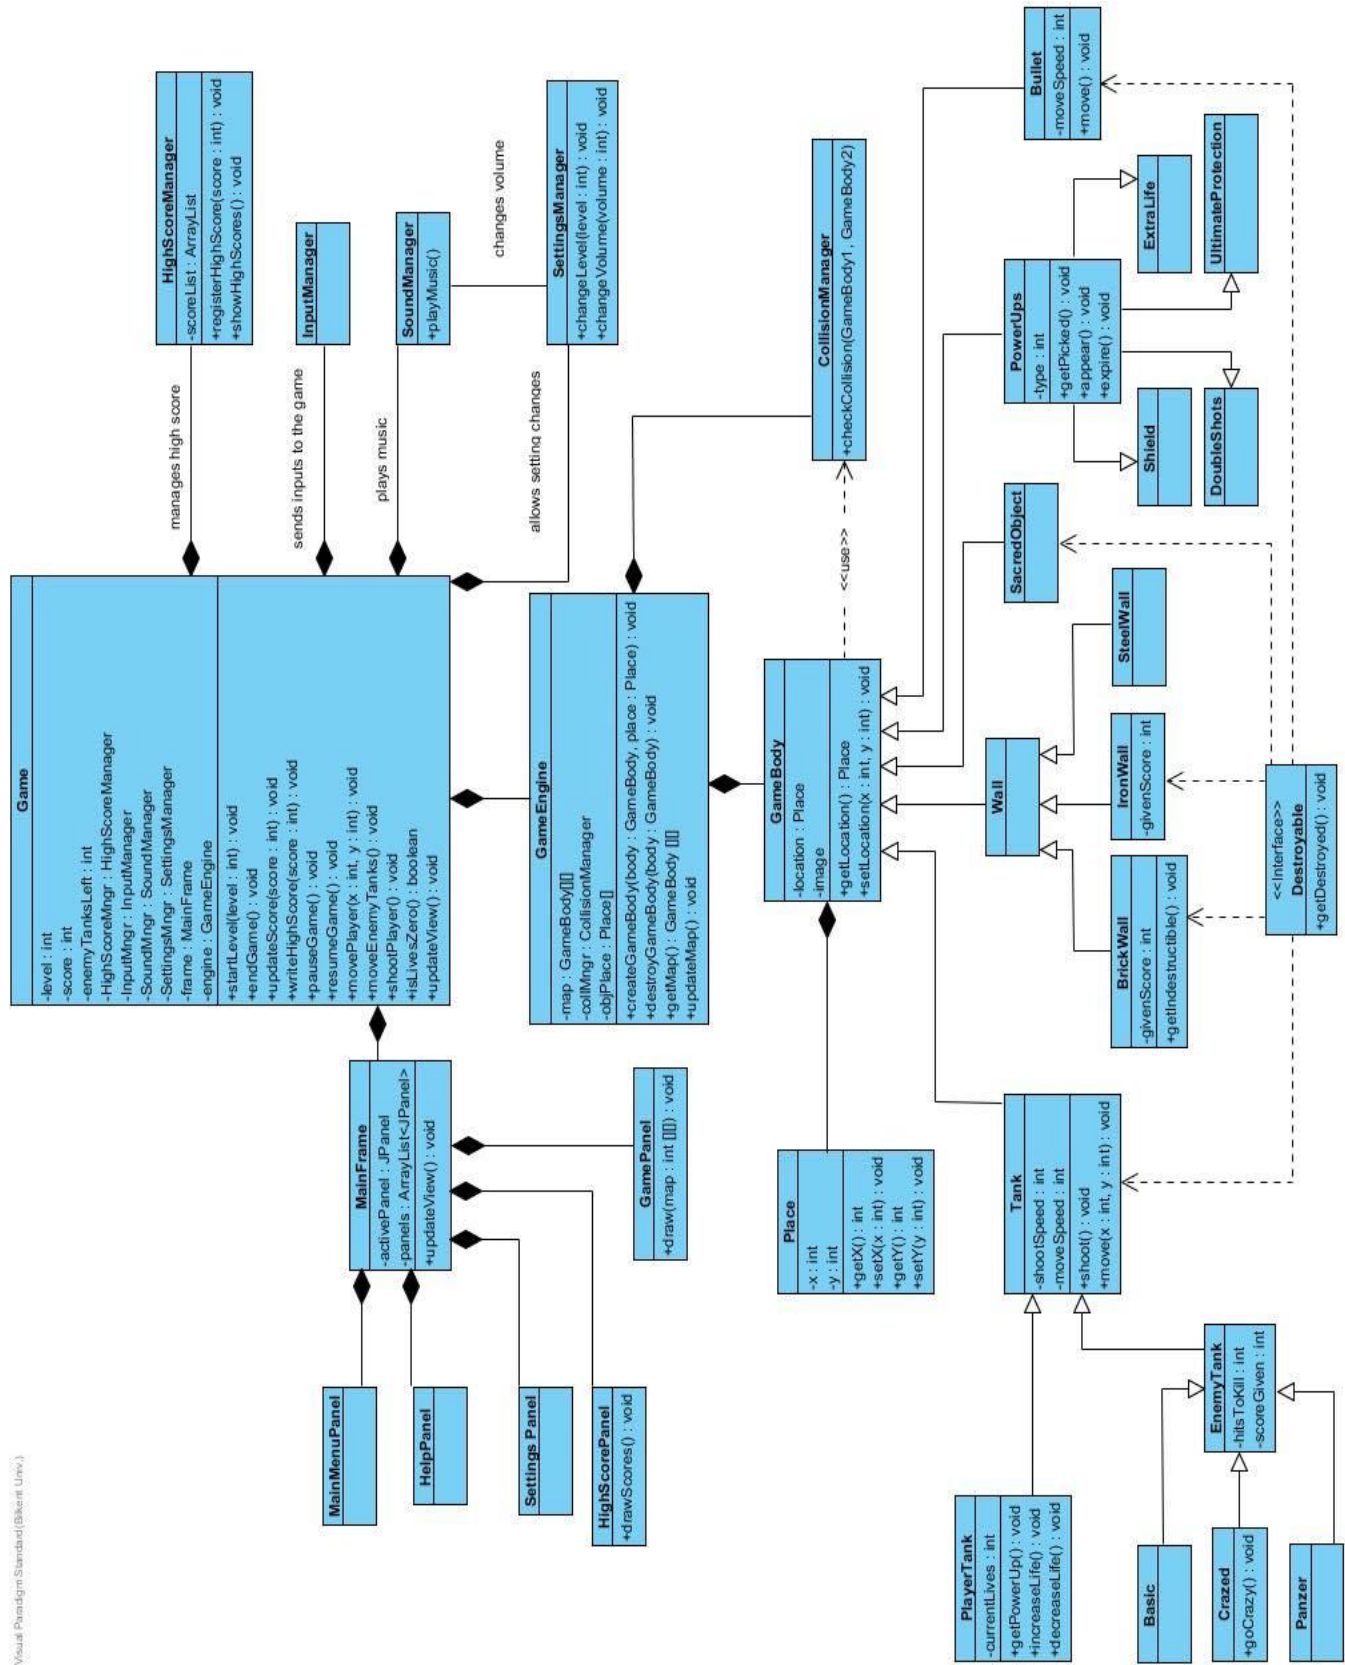 Visual Paradigm Standard(Bilkent Univ.)
Game
-level : int
-score : int
-enemyTanksLeft : int
-HighScoreMngr : HighScoreManager
-InputMngr : InputManager
-SoundMngr : SoundManager
-SettingsMngr : SettingsManager
-frame : MainFrame
-engine : GameEngine
+startLevel(level : int) : void
+endGame() : void
+updateScore(score : int) : void
+writeHighScore(score : int) : void
+pauseGame() : void
+resumeGame() : void
+movePlayer(x : int, y : int) : void
+moveEnemyTanks() : void
+shootPlayer() : void
+isLivesZero() : boolean
+updateView() : void
manages high score
HighScoreManager
-scoreList : ArrayList
+registerHighScore(score : int) : void
+showHighScores() : void
sends inputs to the game
InputManager
plays music
SoundManager
+playMusic()
changes volume
allows setting changes
SettingsManager
+changeLevel(level : int) : void
+changeVolume(volume : int) : void
MainFrame
-activePanel : JPanel
-panels : ArrayList<JPanel>
+updateView() : void
MainMenuPanel
HelpPanel
Settings Panel
HighScorePanel
+drawScores() : void
GamePanel
+draw(map : int [][]) : void
GameEngine
-map : GameBody[][]
-collMngr : CollisionManager
-objPlace : Place[]
+createGameBody(body : GameBody, place : Place) : void
+destroyGameBody(body : GameBody) : void
+getMap() : GameBody [][]
+updateMap() : void
Place
-x : int
-y : int
+getX() : int
+setX(x : int) : void
+getY() : int
+setY(y : int) : void
GameBody
-location : Place
-image
+getLocation() : Place
+setLocation(x : int, y : int) : void
<<use>>
CollisionManager
+checkCollision(GameBody1, GameBody2)
Tank
-shootSpeed : int
-moveSpeed : int
+shoot() : void
+move(x : int, y : int) : void
PlayerTank
-currentLives : int
+getPowerUp() : void
+increaseLife() : void
+decreaseLife() : void
EnemyTank
-hitsToKill : int
-scoreGiven : int
Basic
Crazed
+goCrazy() : void
Panzer
Wall
BrickWall
-givenScore : int
+getIndestructible() : void
IronWall
-givenScore : int
SteelWall
SacredObject
PowerUps
-type : int
+getPicked() : void
+appear() : void
+expire() : void
Shield
DoubleShots
ExtraLife
UltimateProtection
Bullet
-moveSpeed : int
+move() : void
<<Interface>>
Destroyable
+getDestroyed() : void